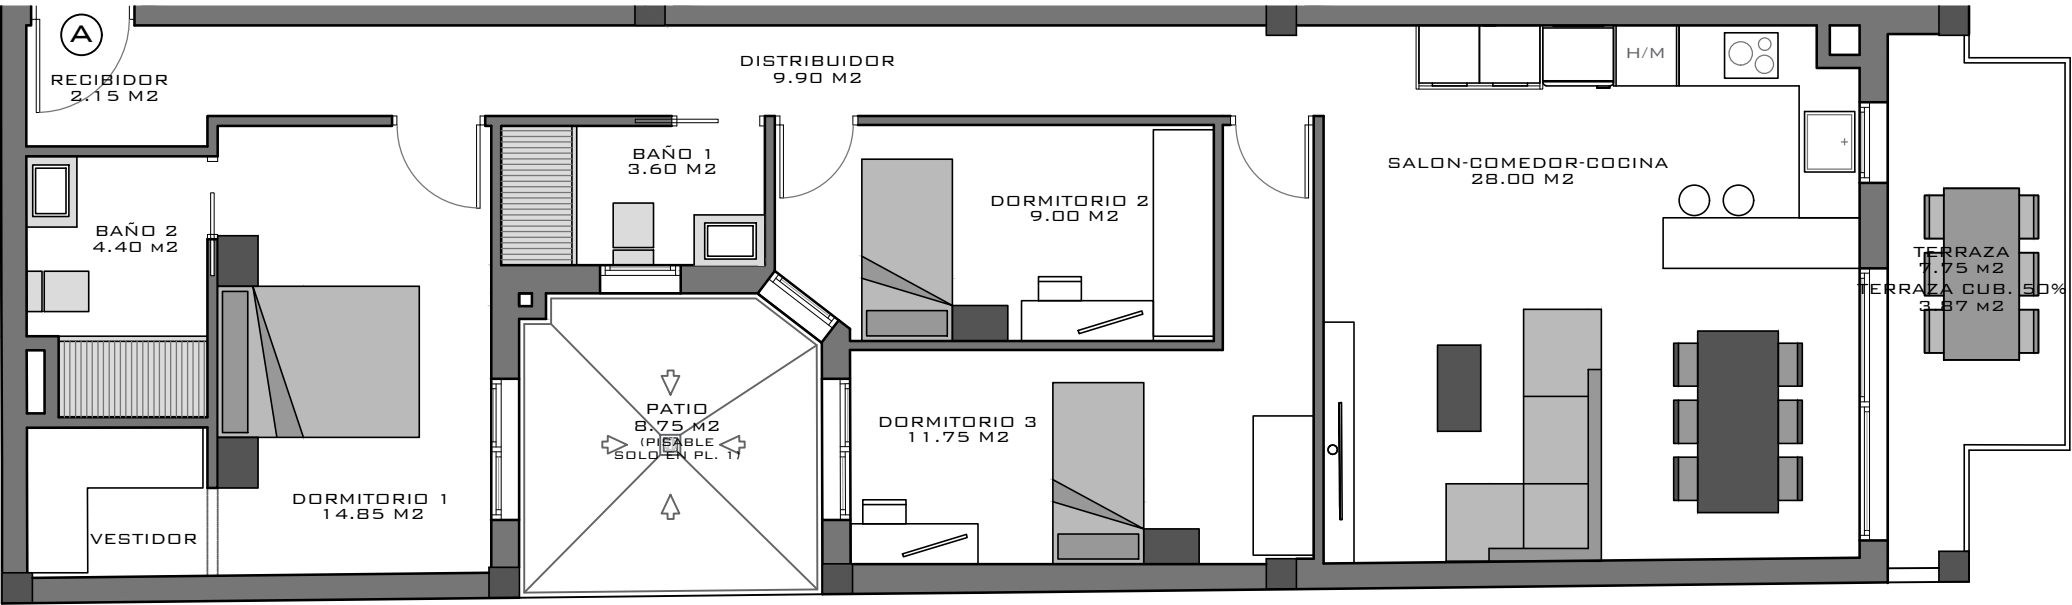 A
RECIBIDOR
2.15 M2
DISTRIBUIDOR
9.90 M2
H/M
BAÑO 1
3.60 M2
SALON-COMEDOR-COCINA
28.00 M2
DORMITORIO 2
9.00 M2
BAÑO 2
4.40 M2
TERRAZA
7.75 M2
TERRAZA CUB. 50%
3.87 M2
PATIO
8.75 M2
(PISABLE
SOLO EN PL. 1)
DORMITORIO 3
11.75 M2
DORMITORIO 1
14.85 M2
VESTIDOR